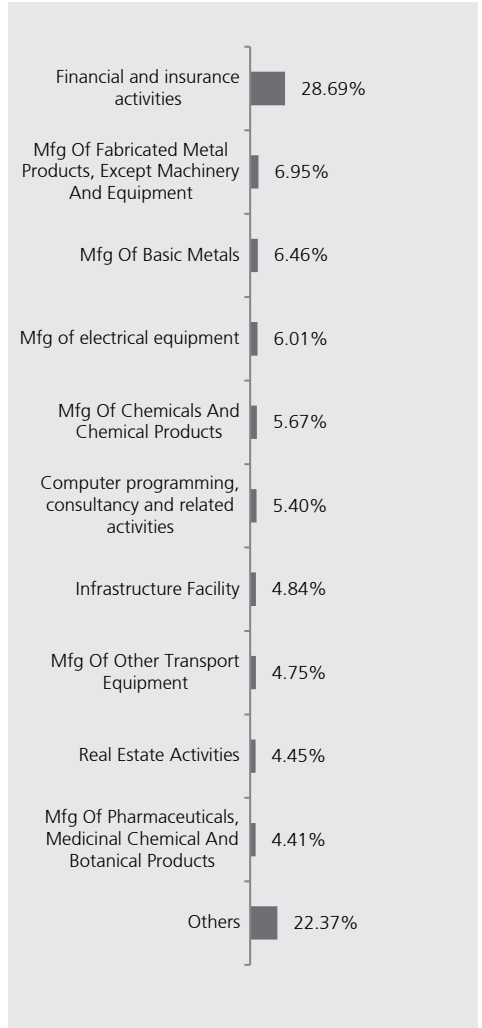 Financial and insurance
activities
28.69%
Mfg Of Fabricated Metal
Products, Except Machinery
And Equipment
6.95%
Mfg Of Basic Metals
6.46%
Mfg of electrical equipment
6.01%
Mfg Of Chemicals And
Chemical Products
5.67%
Computer programming,
consultancy and related
activities
5.40%
Infrastructure Facility
4.84%
Mfg Of Other Transport
Equipment
4.75%
Real Estate Activities
4.45%
Mfg Of Pharmaceuticals,
Medicinal Chemical And
Botanical Products
4.41%
Others
22.37%